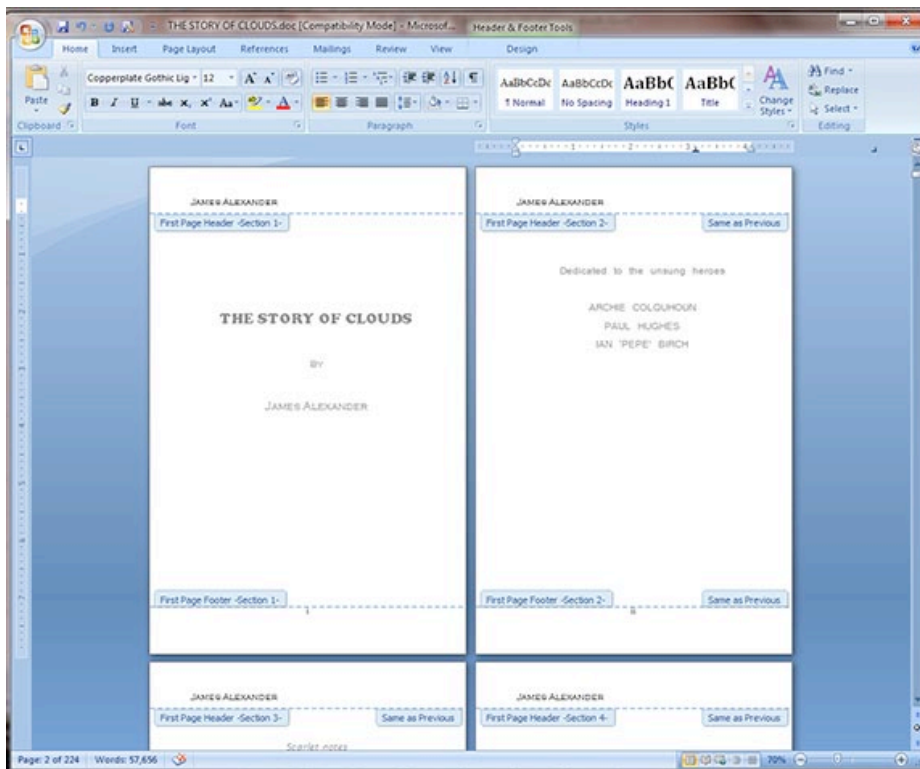 THE STORY OF CLOUDS.doc [Compatibility Mode] - Microsof... Header & Footer Tools
Home Insert Page Layout References Mailings Review View Design
Paste
Copperplate Gothic Lig 12
AaBbCcDc AaBbCcDc AaBbC AaBbC
¶ Normal No Spacing Heading 1 Title
Change Styles
Find
Replace
Select
Clipboard Font Paragraph Styles Editing
JAMES ALEXANDER
First Page Header -Section 1-
THE STORY OF CLOUDS
BY
JAMES ALEXANDER
First Page Footer -Section 1-
JAMES ALEXANDER
First Page Header -Section 2- Same as Previous
Dedicated to the unsung heroes
ARCHIE COLQUHOUN
PAUL HUGHES
IAN "PEPE" BIRCH
First Page Footer -Section 2- Same as Previous
JAMES ALEXANDER
First Page Header -Section 3- Same as Previous
Scarlet notes
JAMES ALEXANDER
First Page Header -Section 4- Same as Previous
Page: 2 of 224 Words: 57,656 70%